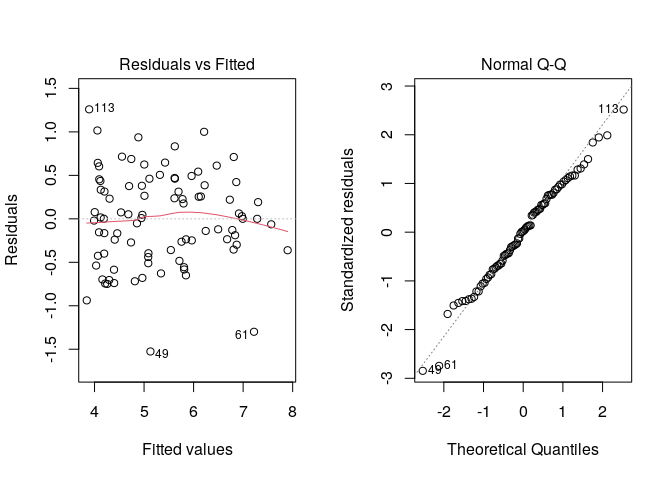 Residuals vs Fitted
Residuals
1.5
1.0
0.5
0.0
-0.5
-1.0
-1.5
113
61
49
4 5 6 7 8
Fitted values
Normal Q-Q
Standardized residuals
3
2
1
0
-1
-2
-3
113
49 61
-2 -1 0 1 2
Theoretical Quantiles